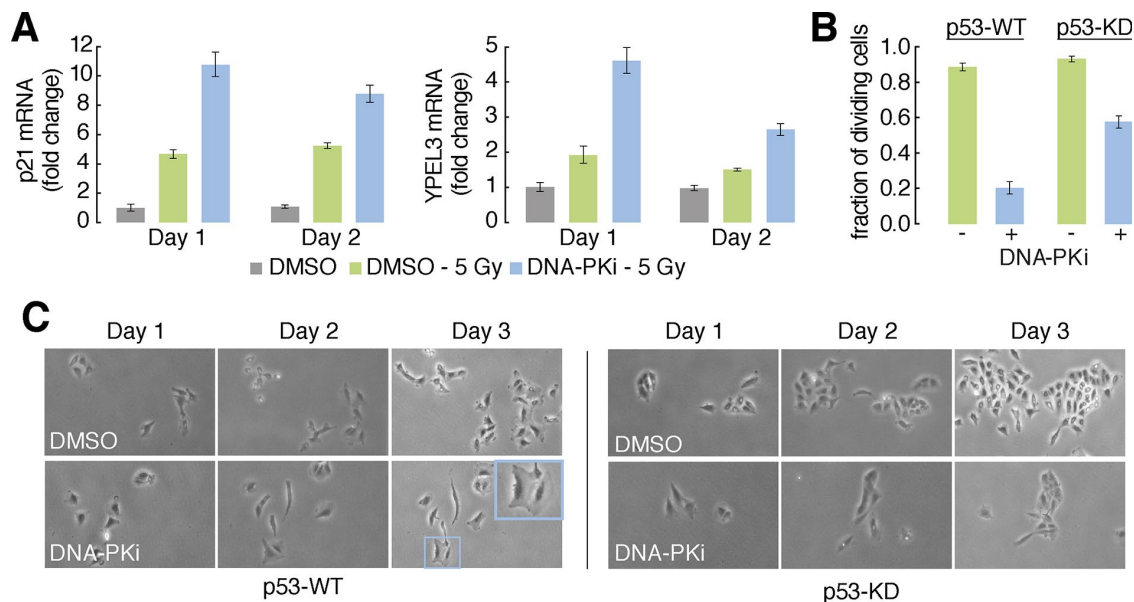 A
p21 mRNA
(fold change)
12
10
8
6
4
2
0
Day 1
Day 2
YPEL3 mRNA
(fold change)
5
4
3
2
1
0
Day 1
Day 2
DMSO
DMSO - 5 Gy
DNA-PKi - 5 Gy
B
p53-WT
p53-KD
fraction of dividing cells
1.0
0.8
0.6
0.4
0.2
0.0
- + - +
DNA-PKi
C
Day 1
Day 2
Day 3
DMSO
DNA-PKi
p53-WT
Day 1
Day 2
Day 3
DMSO
DNA-PKi
p53-KD